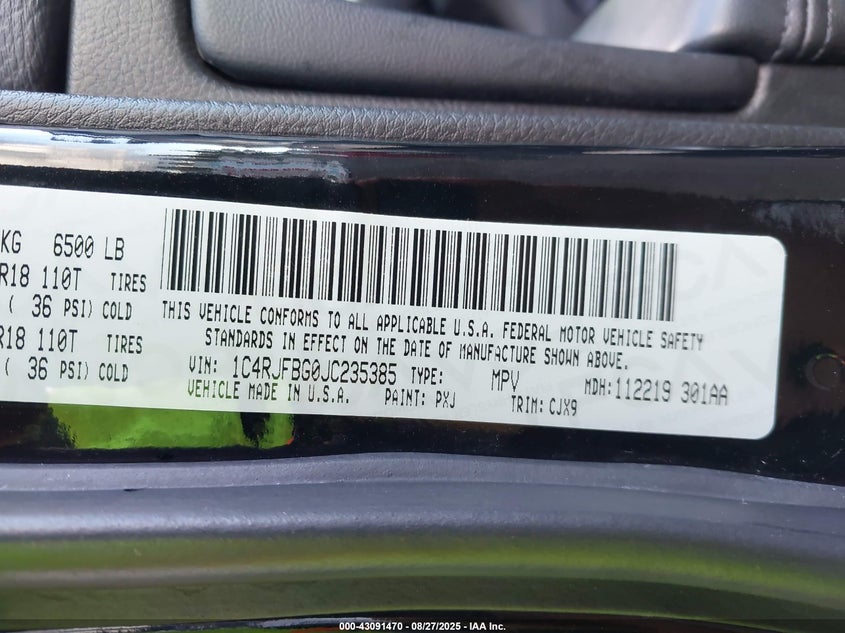 KG 6500 LB
R18 110T TIRES
( 36 PSI) COLD
R18 110T TIRES
( 36 PSI) COLD
THIS VEHICLE CONFORMS TO ALL APPLICABLE U.S.A. FEDERAL MOTOR VEHICLE SAFETY
STANDARDS IN EFFECT ON THE DATE OF MANUFACTURE SHOWN ABOVE.
VIN: 1C4RJFBG0JC235385 TYPE: MPV MDH:112219 301AA
VEHICLE MADE IN U.S.A. PAINT: PXJ TRIM: CJX9
000-43091470 - 08/27/2025 - IAA Inc.